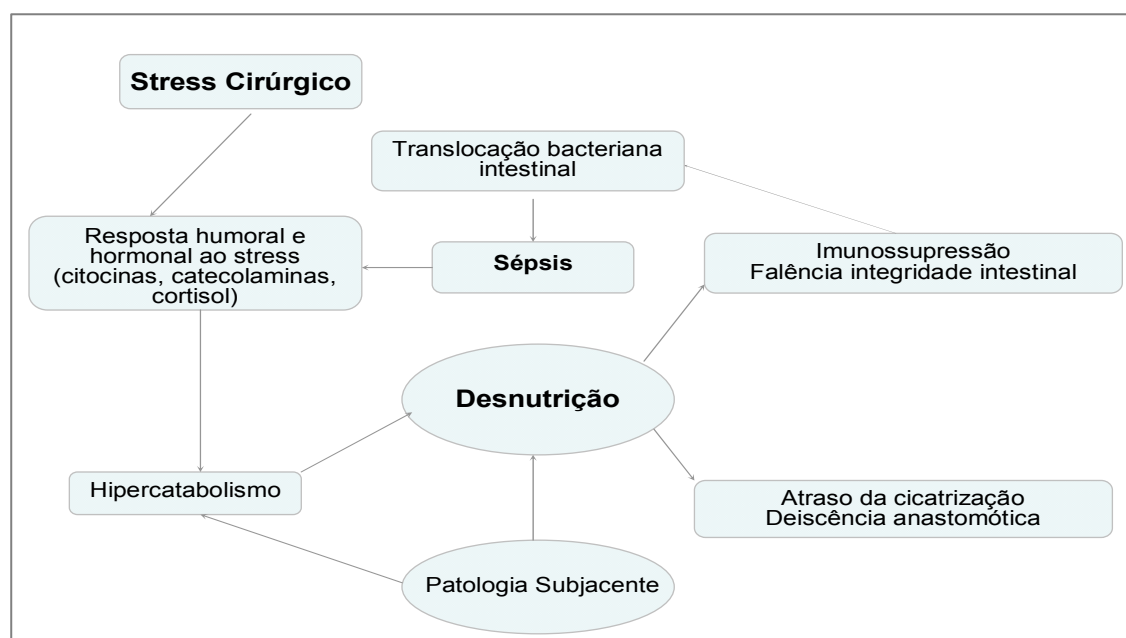 Stress Cirúrgico
Translocação bacteriana
intestinal
Resposta humoral e
hormonal ao stress
(citocinas, catecolaminas,
cortisol)
Sépsis
Imunossupressão
Falência integridade intestinal
Desnutrição
Hipercatabolismo
Atraso da cicatrização
Deiscência anastomótica
Patologia Subjacente